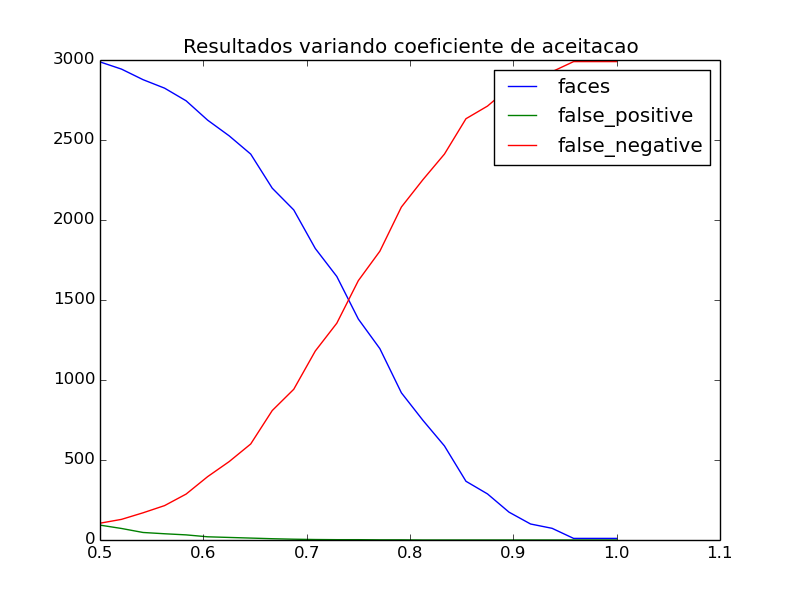 Resultados variando coeficiente de aceitacao
3000
2500
2000
1500
1000
500
0
0.5 0.6 0.7 0.8 0.9 1.0 1.1
faces
false_positive
false_negative